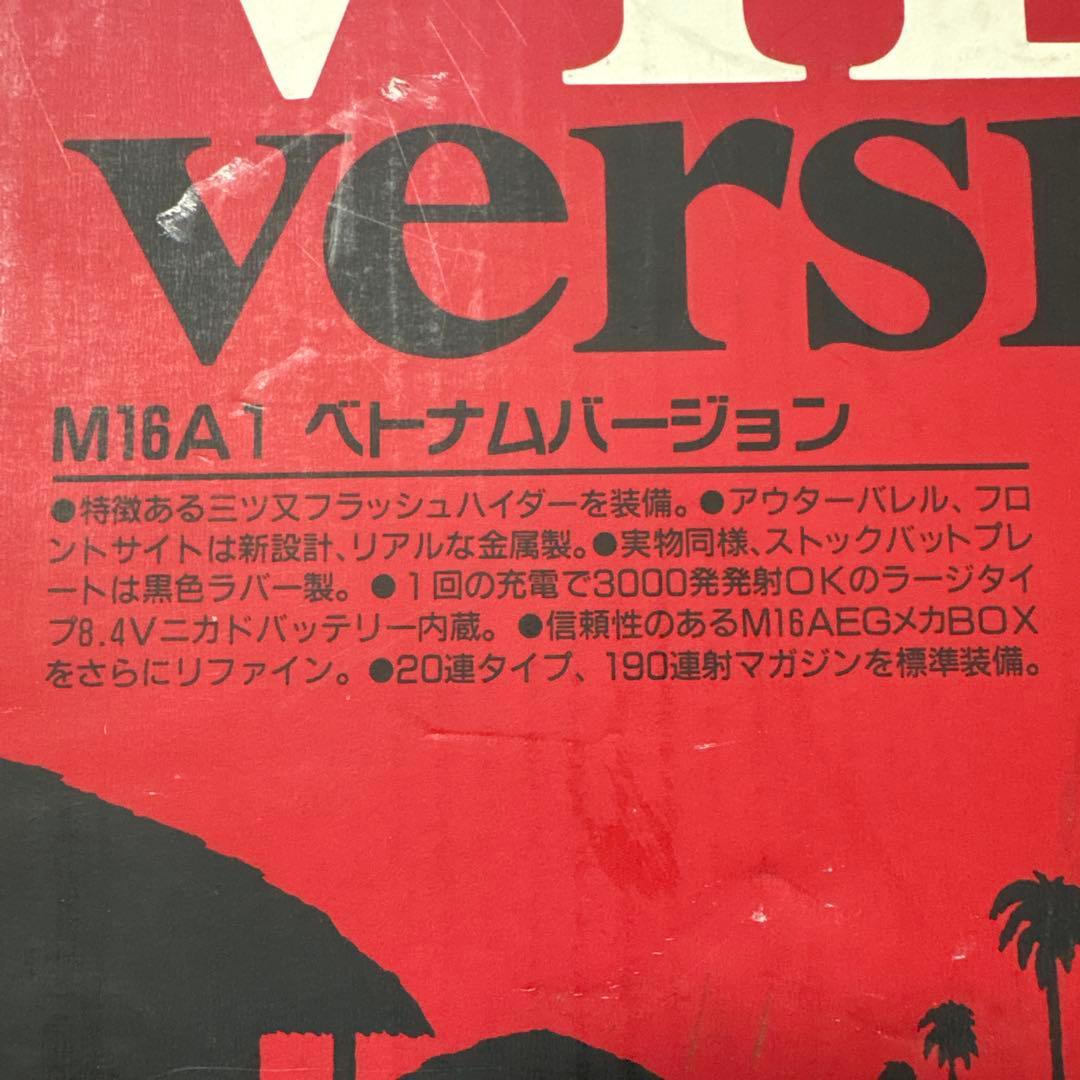 versi
M16A1 ベトナムバージョン
●特徴ある三ツ又フラッシュハイダーを装備。●アウターバレル、フロ
ントサイトは新設計、リアルな金属製。●実物同様、ストックバットプレ
ートは黒色ラバー製。●1回の充電で3000発発射OKのラージタイ
プ8.4Vニカドバッテリー内蔵。●信頼性のあるM16AEGメカBOX
をさらにリファイン。●20連タイプ、190連射マガジンを標準装備。